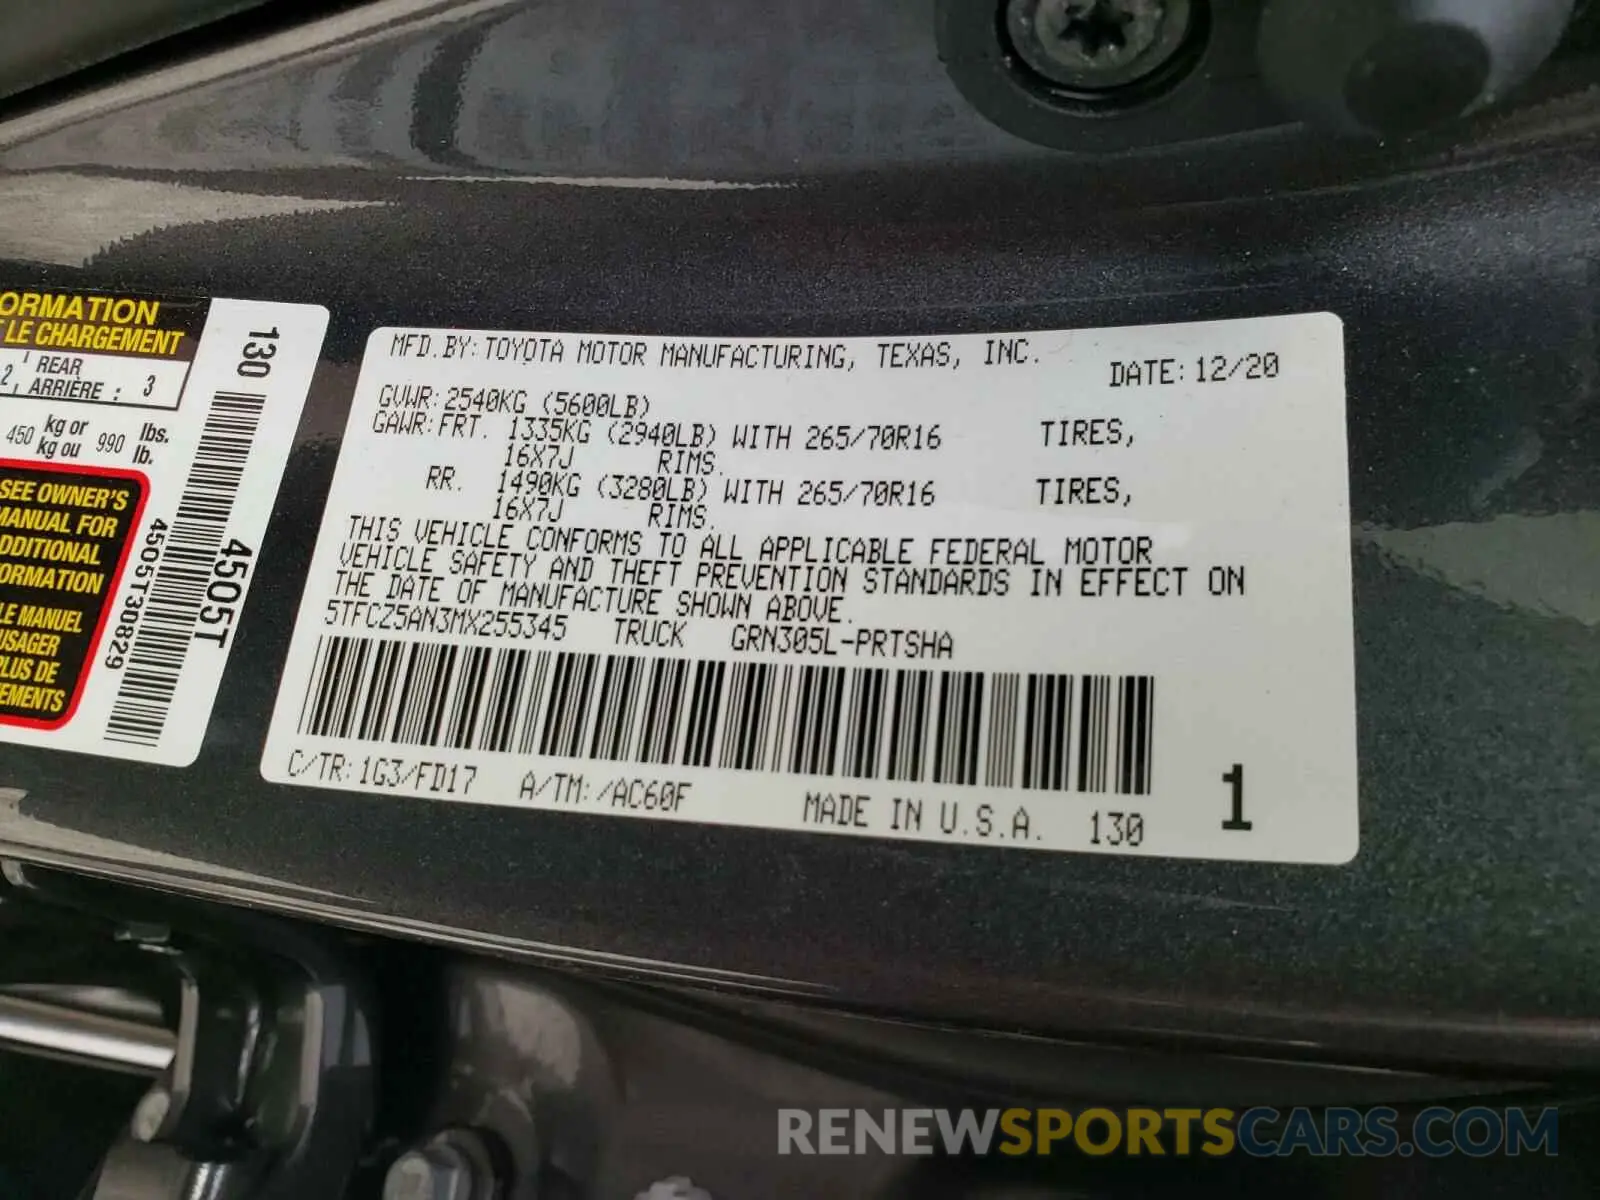 ORMATION
LE CHARGEMENT
REAR
2, ARRIÈRE : 3
450 kg or 990 lbs.
kg ou lb.
SEE OWNER'S
MANUAL FOR
DDITIONAL
ORMATION
LE MANUEL
USAGER
PLUS DE
EMENTS
130
4505T30829
4505T
MFD.BY:TOYOTA MOTOR MANUFACTURING, TEXAS, INC.
DATE:12/20
GVWR:2540KG (5600LB)
GAWR:FRT. 1335KG (2940LB) WITH 265/70R16 TIRES,
16X7J RIMS.
RR. 1490KG (3280LB) WITH 265/70R16 TIRES,
16X7J RIMS.
THIS VEHICLE CONFORMS TO ALL APPLICABLE FEDERAL MOTOR
VEHICLE SAFETY AND THEFT PREVENTION STANDARDS IN EFFECT ON
THE DATE OF MANUFACTURE SHOWN ABOVE.
5TFCZ5AN3MX255345 TRUCK GRN305L-PRTSHA
C/TR:1G3/FD17 A/TM:/AC60F MADE IN U.S.A. 130
1
RENEWSPORTSCARS.COM